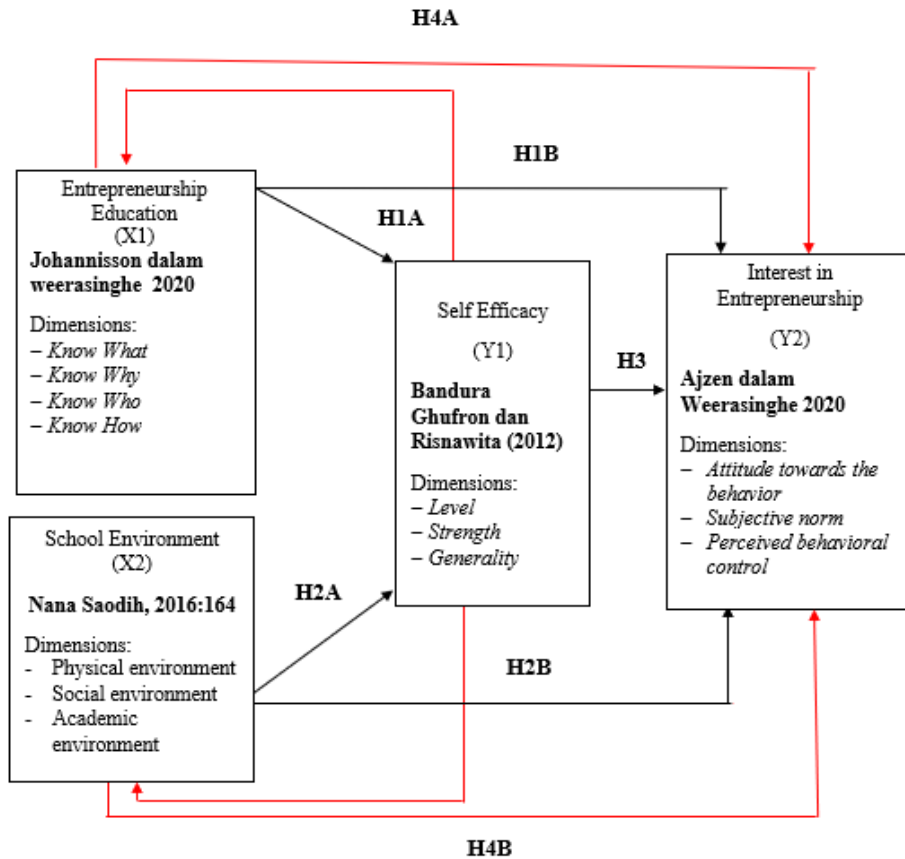 H4A
H1B
H1A
Entrepreneurship
Education
(X1)
Johannisson dalam
weerasinghe 2020
Dimensions:
– Know What
– Know Why
– Know Who
– Know How
Self Efficacy
(Y1)
Bandura
Ghufron dan
Risnawita (2012)
Dimensions:
– Level
– Strength
– Generality
H3
Interest in
Entrepreneurship
(Y2)
Ajzen dalam
Weerasinghe 2020
Dimensions:
– Attitude towards the
behavior
– Subjective norm
– Perceived behavioral
control
School Environment
(X2)
Nana Saodih, 2016:164
Dimensions:
- Physical environment
- Social environment
- Academic
environment
H2A
H2B
H4B